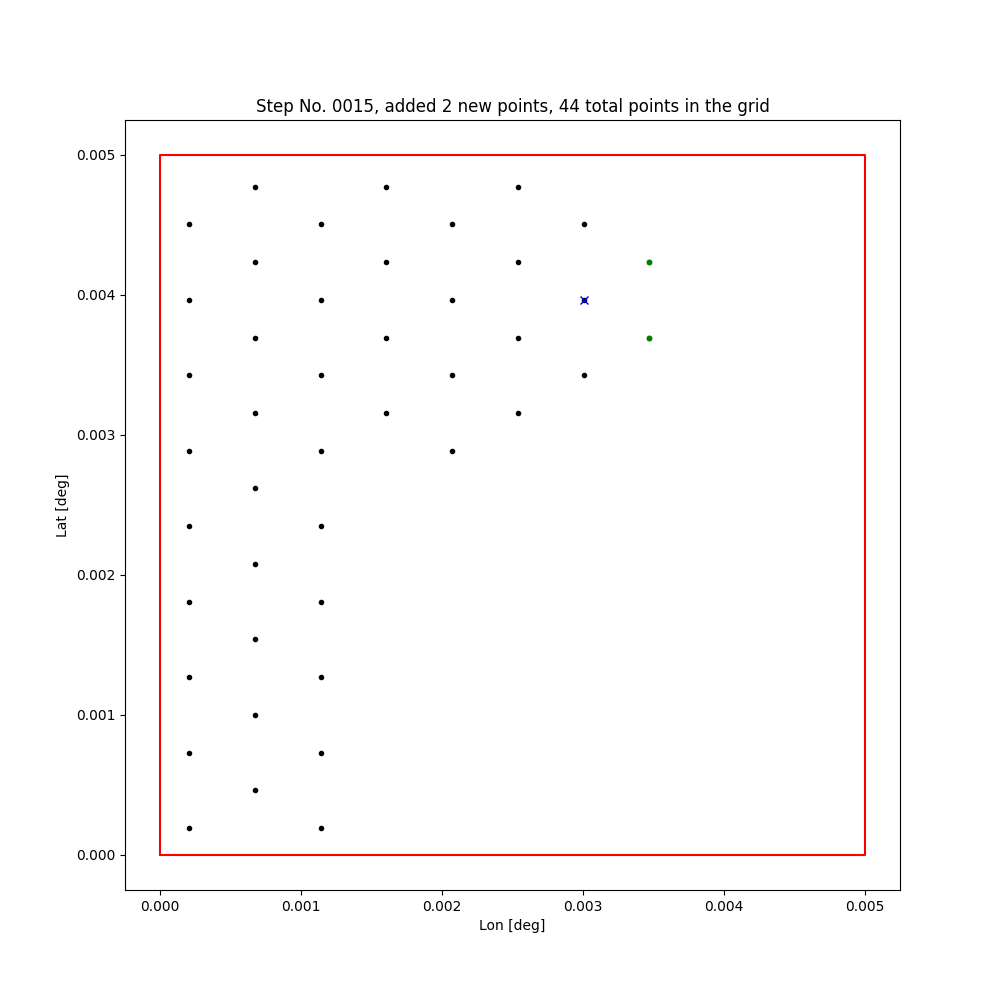 Step No. 0015, added 2 new points, 44 total points in the grid
0.005
0.004
0.003
0.002
0.001
0.000
Lat [deg]
0.000 0.001 0.002 0.003 0.004 0.005
Lon [deg]